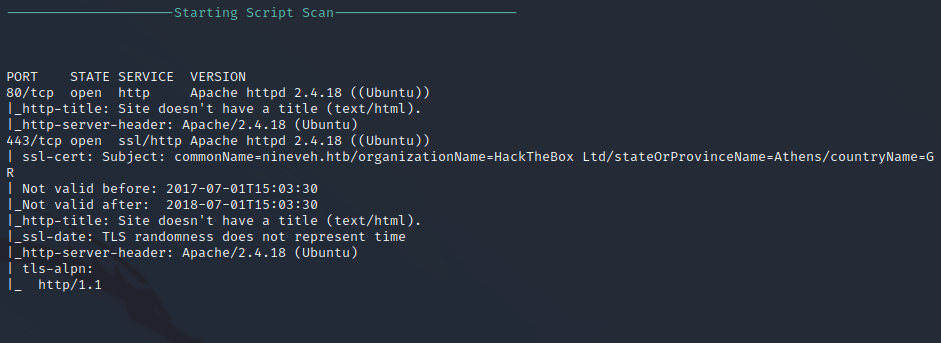 ---------------------Starting Script Scan-----------------------
PORT    STATE SERVICE  VERSION
80/tcp  open  http     Apache httpd 2.4.18 ((Ubuntu))
|_http-title: Site doesn't have a title (text/html).
|_http-server-header: Apache/2.4.18 (Ubuntu)
443/tcp open  ssl/http Apache httpd 2.4.18 ((Ubuntu))
| ssl-cert: Subject: commonName=nineveh.htb/organizationName=HackTheBox Ltd/stateOrProvinceName=Athens/countryName=G
R
| Not valid before: 2017-07-01T15:03:30
|_Not valid after:  2018-07-01T15:03:30
|_http-title: Site doesn't have a title (text/html).
|_ssl-date: TLS randomness does not represent time
|_http-server-header: Apache/2.4.18 (Ubuntu)
| tls-alpn:
|_  http/1.1